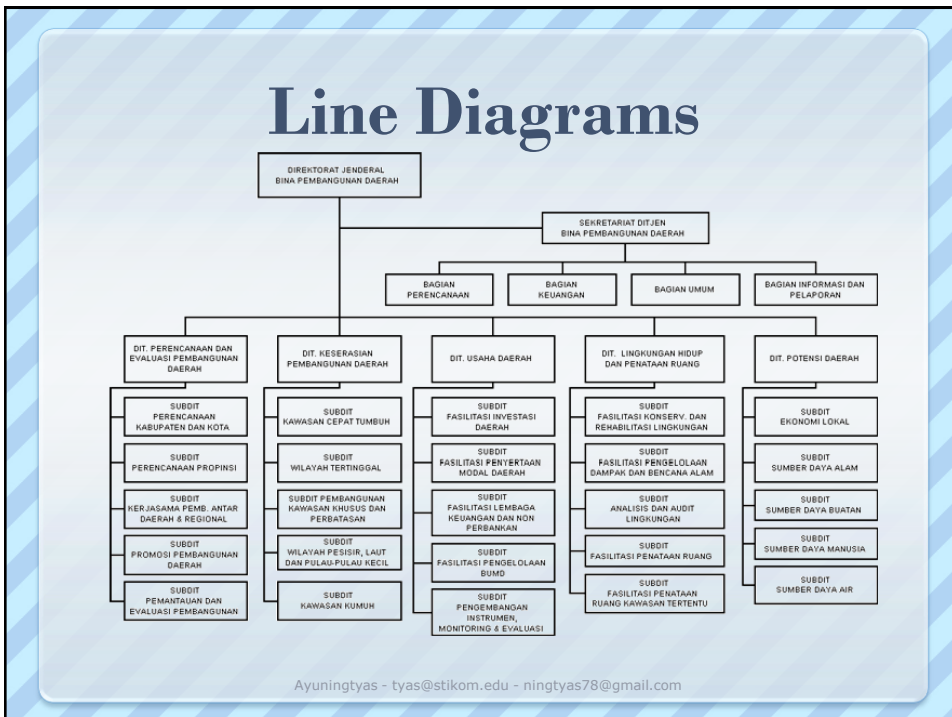 Line Diagrams
DIREKTORAT JENDERAL
BINA PEMBANGUNAN DAERAH
SEKRETARIAT DITJEN
BINA PEMBANGUNAN DAERAH
BAGIAN
PERENCANAAN
BAGIAN
KEUANGAN
BAGIAN UMUM
BAGIAN INFORMASI DAN
PELAPORAN
DIT. PERENCANAAN DAN
EVALUASI PEMBANGUNAN
DAERAH
SUBDIT
PERENCANAAN
KABUPATEN DAN KOTA
SUBDIT
PERENCANAAN PROPINSI
SUBDIT
KERJASAMA PEMB. ANTAR
DAERAH & REGIONAL
SUBDIT
PROMOSI PEMBANGUNAN
DAERAH
SUBDIT
PEMANTAUAN DAN
EVALUASI PEMBANGUNAN
DIT. KESERASIAN
PEMBANGUNAN DAERAH
SUBDIT
KAWASAN CEPAT TUMBUH
SUBDIT
WILAYAH TERTINGGAL
SUBDIT PEMBANGUNAN
KAWASAN KHUSUS DAN
PERBATASAN
SUBDIT
WILAYAH PESISIR, LAUT
DAN PULAU-PULAU KECIL
SUBDIT
KAWASAN KUMUH
DIT. USAHA DAERAH
SUBDIT
FASILITASI INVESTASI
DAERAH
SUBDIT
FASILITASI PENYERTAAN
MODAL DAERAH
SUBDIT
FASILITASI LEMBAGA
KEUANGAN DAN NON
PERBANKAN
SUBDIT
FASILITASI PENGELOLAAN
BUMD
SUBDIT
PENGEMBANGAN
INSTRUMEN,
MONITORING & EVALUASI
DIT. LINGKUNGAN HIDUP
DAN PENATAAN RUANG
SUBDIT
FASILITASI KONSERV. DAN
REHABILITASI LINGKUNGAN
SUBDIT
FASILITASI PENGELOLAAN
DAMPAK DAN BENCANA ALAM
SUBDIT
ANALISIS DAN AUDIT
LINGKUNGAN
SUBDIT
FASILITASI PENATAAN RUANG
SUBDIT
FASILITASI PENATAAN
RUANG KAWASAN TERTENTU
DIT. POTENSI DAERAH
SUBDIT
EKONOMI LOKAL
SUBDIT
SUMBER DAYA ALAM
SUBDIT
SUMBER DAYA BUATAN
SUBDIT
SUMBER DAYA MANUSIA
SUBDIT
SUMBER DAYA AIR
Ayuningtyas - tyas@stikom.edu - ningtyas78@gmail.com